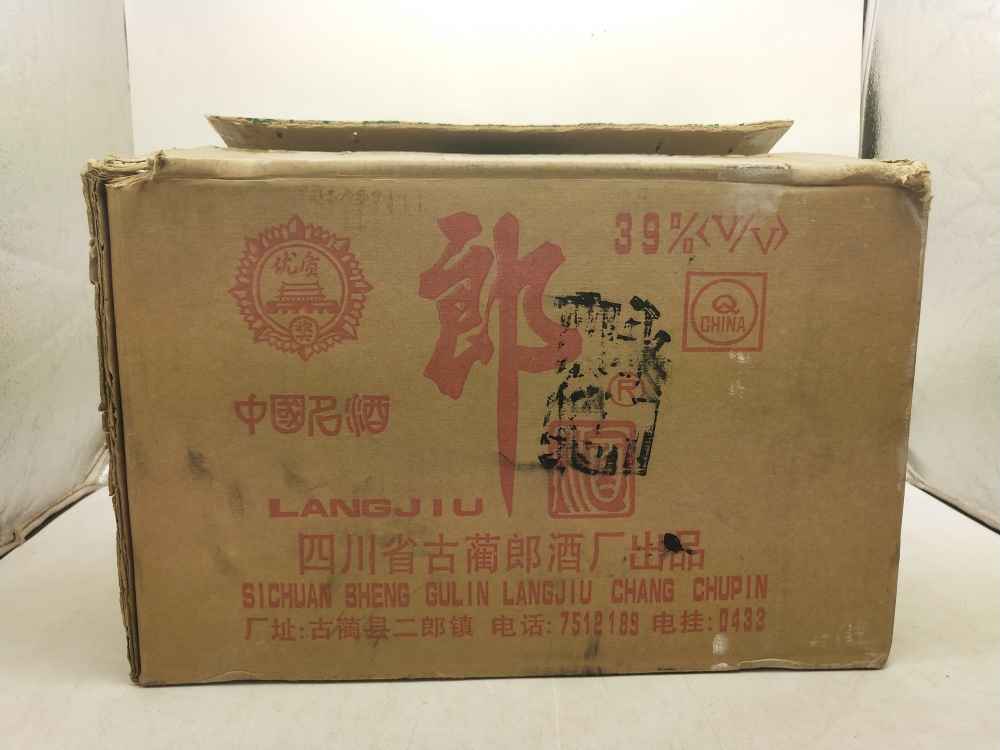 39%(V/V)
优质
奖
郎
Q
CHINA
R
中國名酒
酒
LANGJIU
四川省古蔺郎酒厂出品
SICHUAN SHENG GULIN LANGJIU CHANG CHUPIN
厂址:古蔺县二郎镇 电话:7512189 电挂:0433